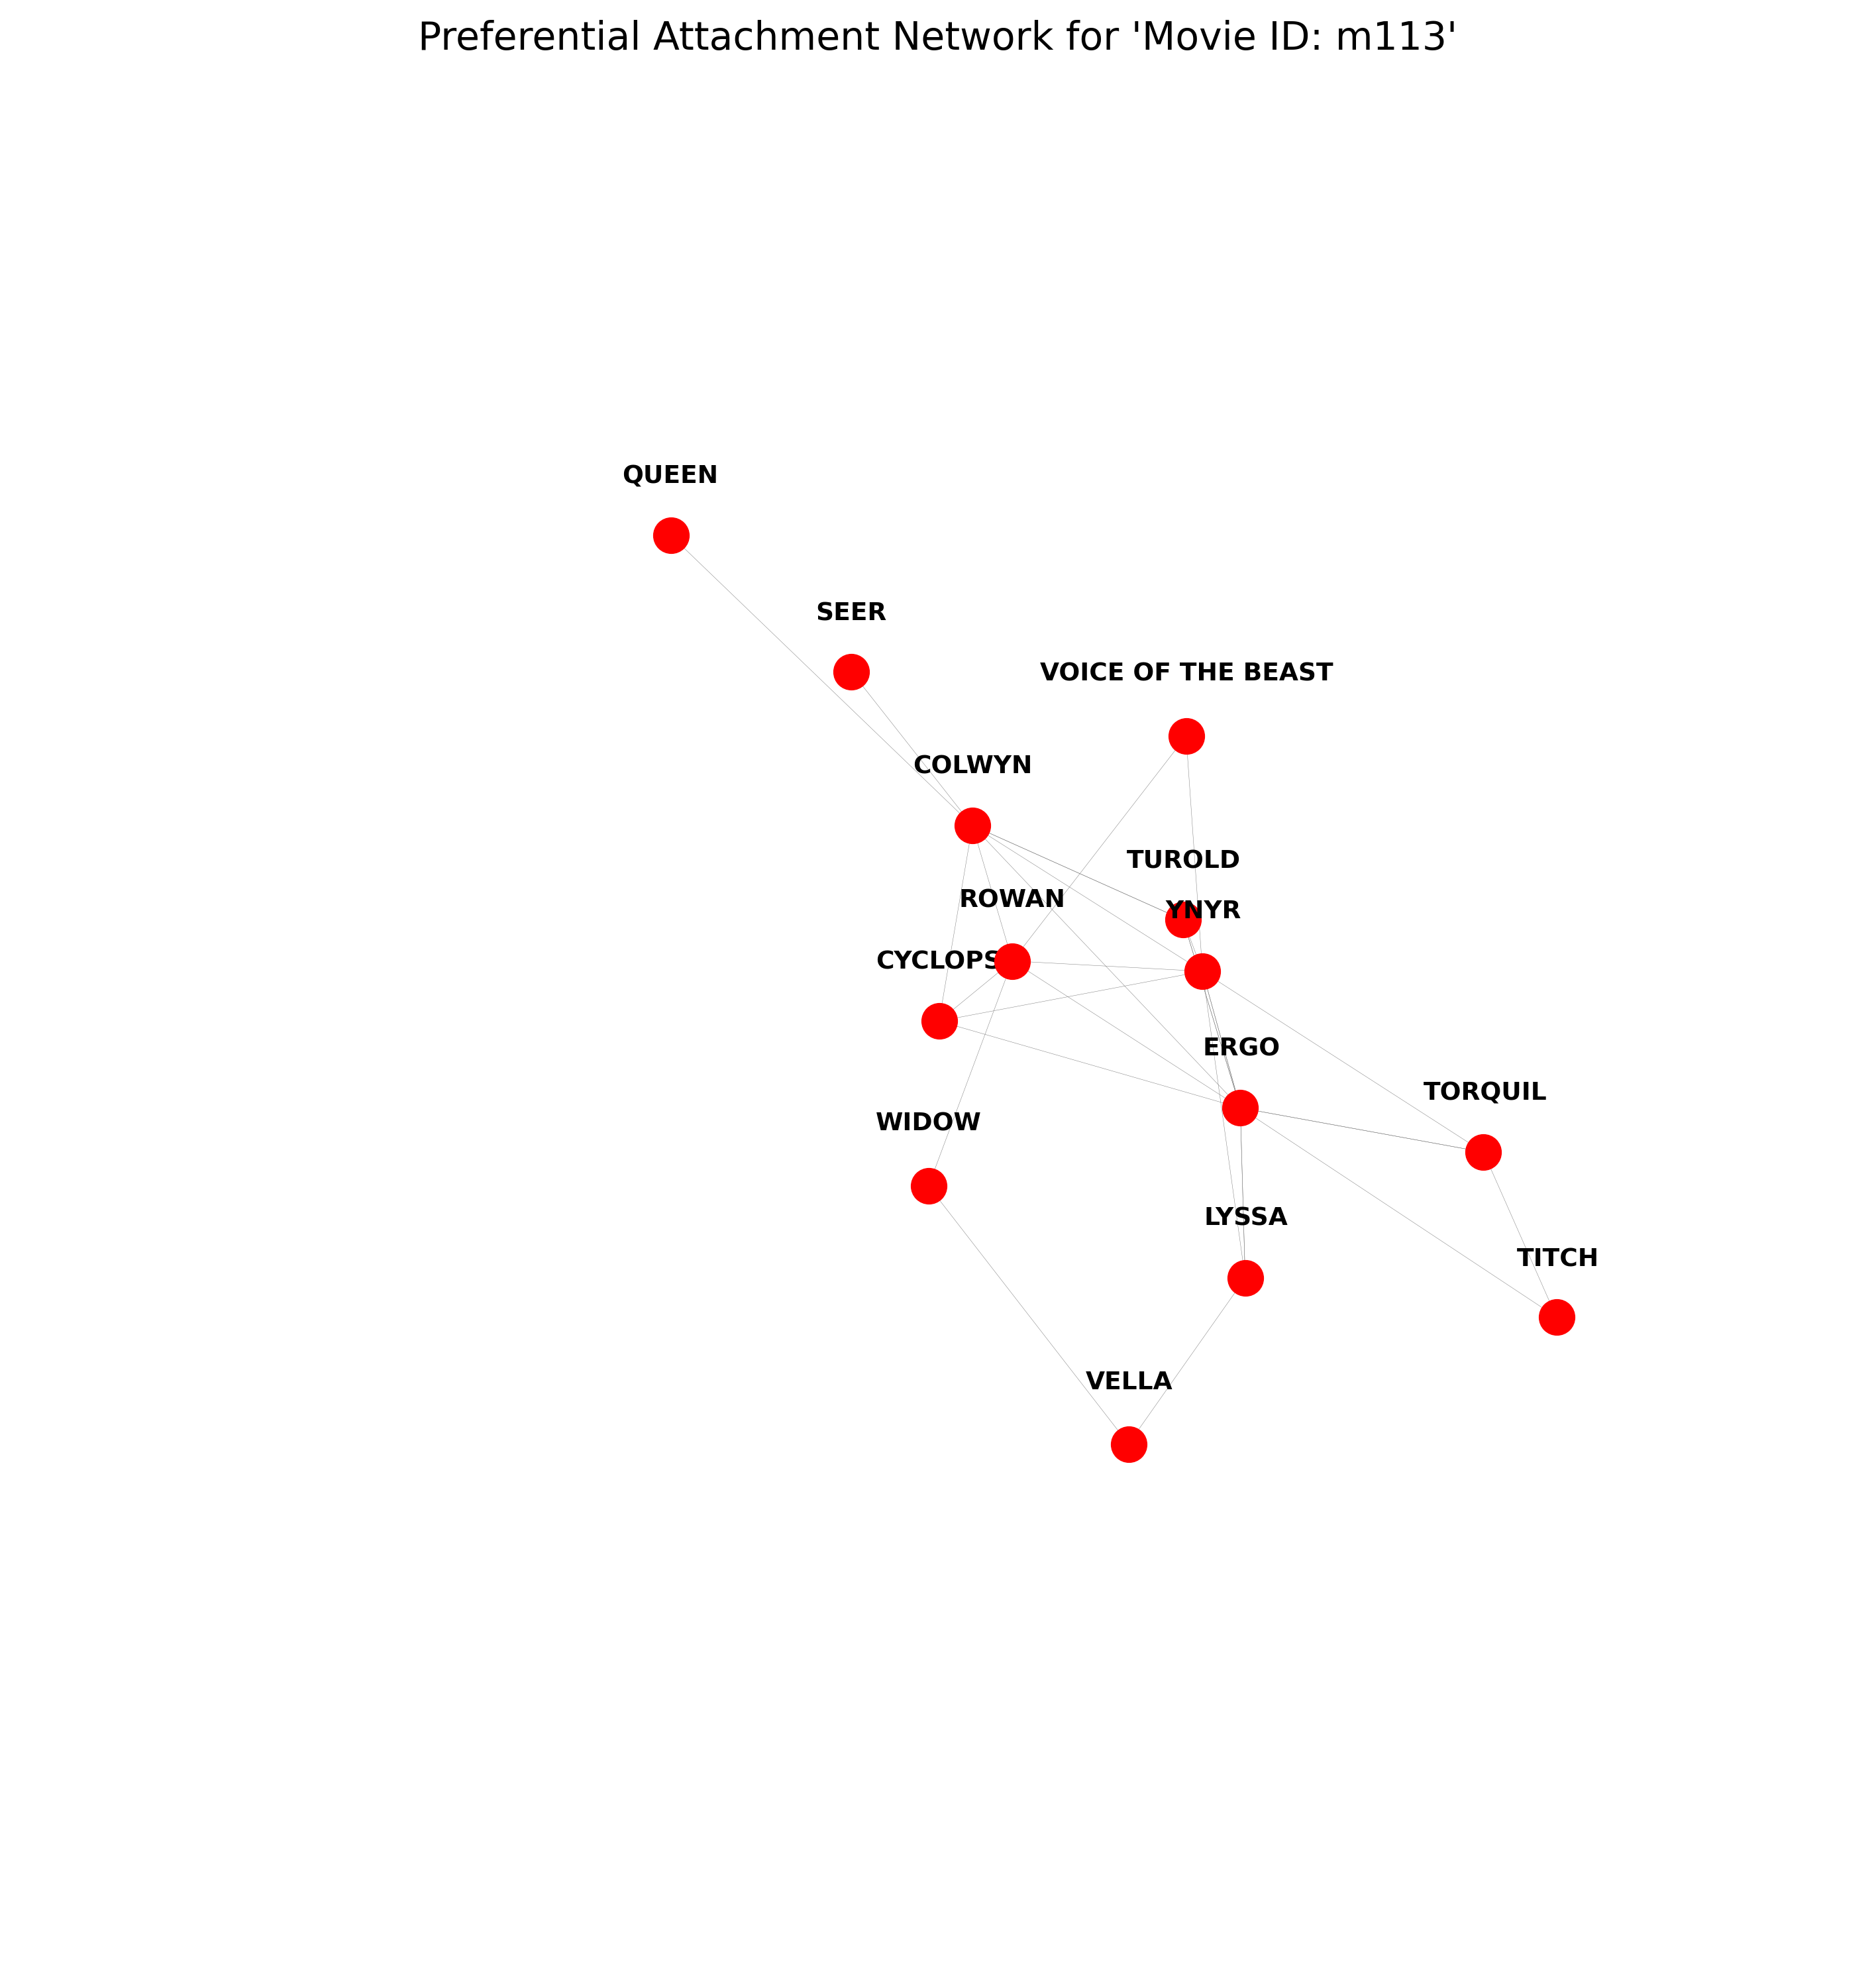 Preferential Attachment Network for 'Movie ID: m113'
QUEEN
SEER
VOICE OF THE BEAST
COLWYN
TUROLD
ROWAN
YNYR
CYCLOPS
ERGO
TORQUIL
WIDOW
LYSSA
TITCH
VELLA